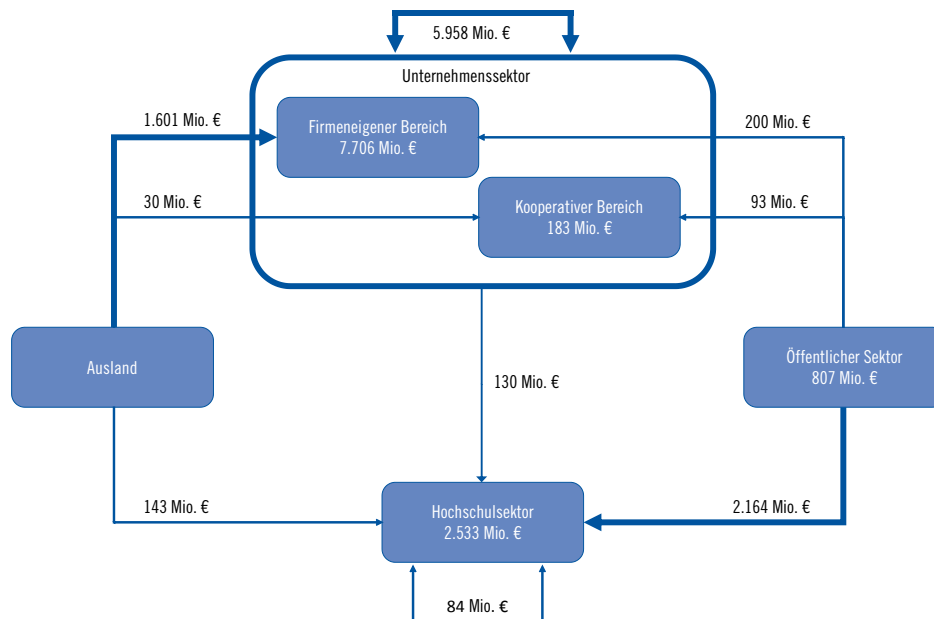 5.958 Mio. €
Unternehmenssektor
1.601 Mio. €
Firmeneigener Bereich
7.706 Mio. €
200 Mio. €
30 Mio. €
Kooperativer Bereich
183 Mio. €
93 Mio. €
Ausland
Öffentlicher Sektor
807 Mio. €
130 Mio. €
143 Mio. €
Hochschulsektor
2.533 Mio. €
2.164 Mio. €
84 Mio. €